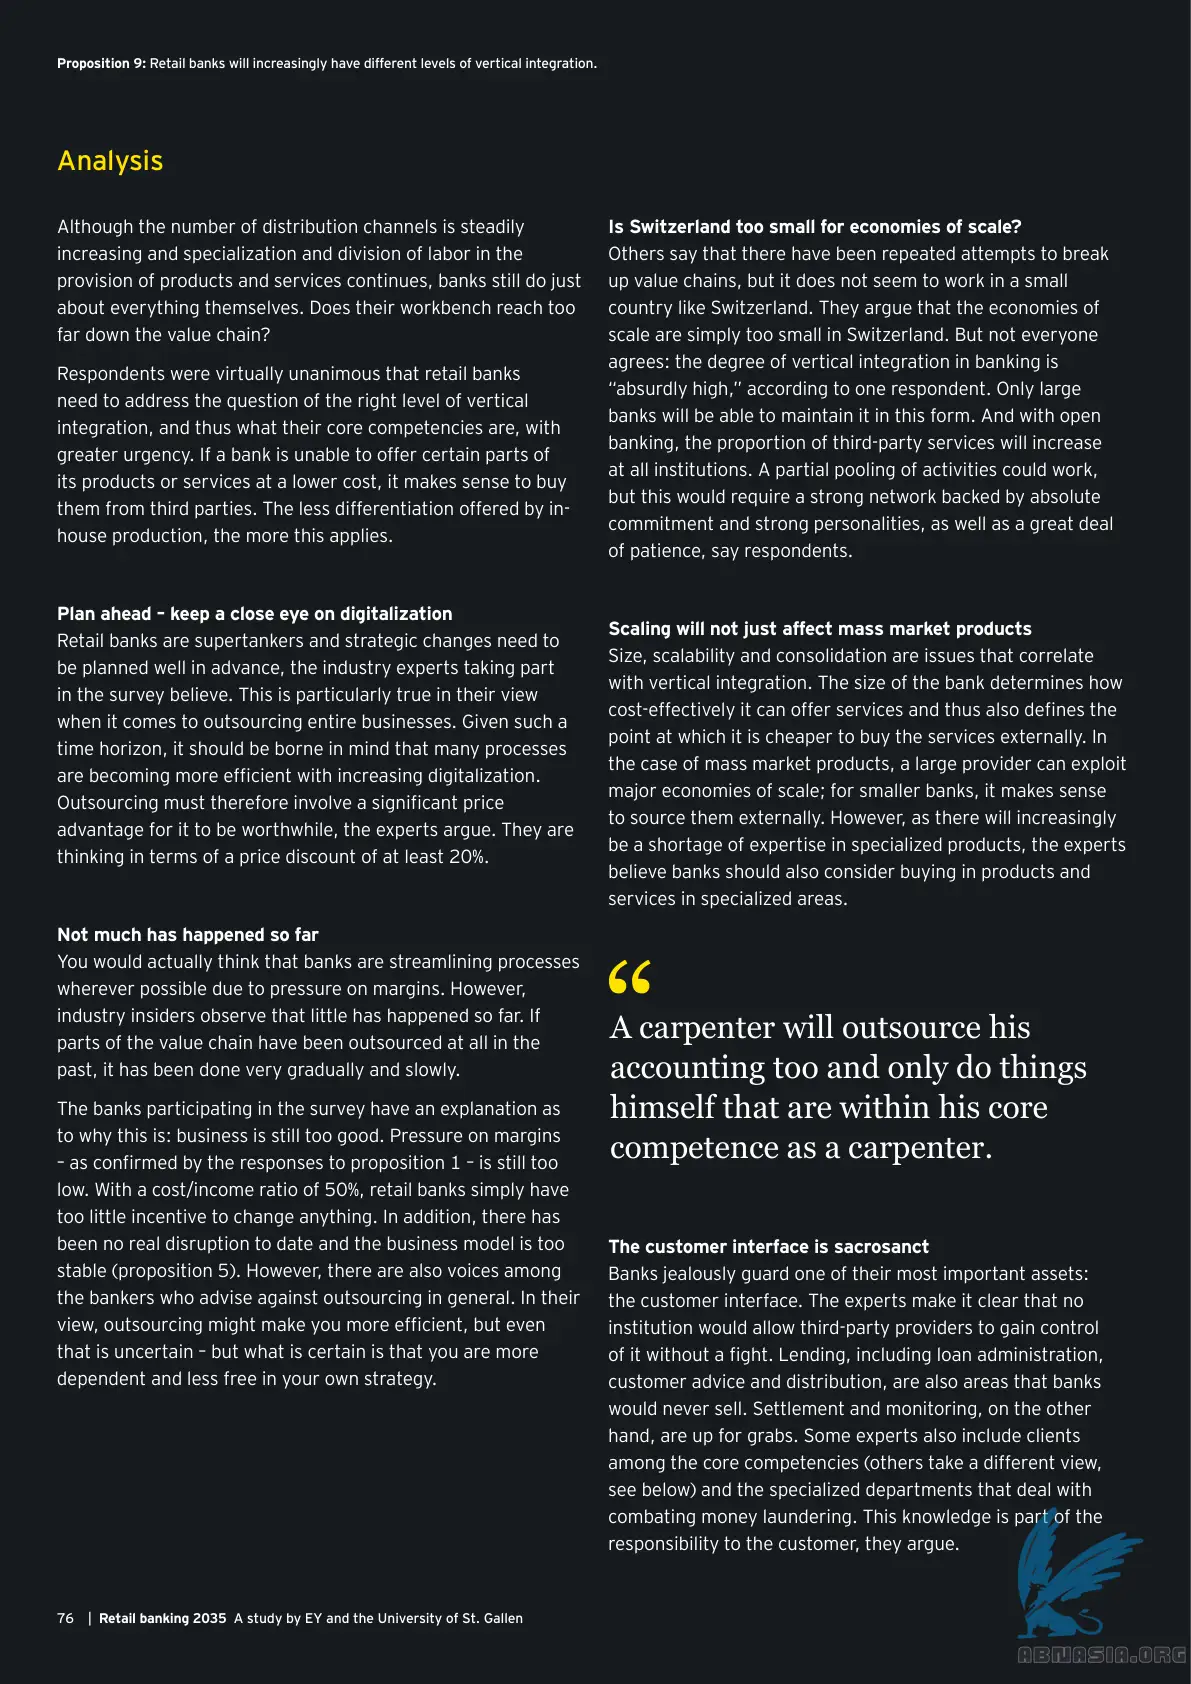 Proposition 9: Retail banks will increasingly have different levels of vertical integration.
Analysis
Although the number of distribution channels is steadily
increasing and specialization and division of labor in the
provision of products and services continues, banks still do just
about everything themselves. Does their workbench reach too
far down the value chain?
Respondents were virtually unanimous that retail banks
need to address the question of the right level of vertical
integration, and thus what their core competencies are, with
greater urgency. If a bank is unable to offer certain parts of
its products or services at a lower cost, it makes sense to buy
them from third parties. The less differentiation offered by in-
house production, the more this applies.
Plan ahead – keep a close eye on digitalization
Retail banks are supertankers and strategic changes need to
be planned well in advance, the industry experts taking part
in the survey believe. This is particularly true in their view
when it comes to outsourcing entire businesses. Given such a
time horizon, it should be borne in mind that many processes
are becoming more efficient with increasing digitalization.
Outsourcing must therefore involve a significant price
advantage for it to be worthwhile, the experts argue. They are
thinking in terms of a price discount of at least 20%.
Not much has happened so far
You would actually think that banks are streamlining processes
wherever possible due to pressure on margins. However,
industry insiders observe that little has happened so far. If
parts of the value chain have been outsourced at all in the
past, it has been done very gradually and slowly.
The banks participating in the survey have an explanation as
to why this is: business is still too good. Pressure on margins
– as confirmed by the responses to proposition 1 – is still too
low. With a cost/income ratio of 50%, retail banks simply have
too little incentive to change anything. In addition, there has
been no real disruption to date and the business model is too
stable (proposition 5). However, there are also voices among
the bankers who advise against outsourcing in general. In their
view, outsourcing might make you more efficient, but even
that is uncertain – but what is certain is that you are more
dependent and less free in your own strategy.
Is Switzerland too small for economies of scale?
Others say that there have been repeated attempts to break
up value chains, but it does not seem to work in a small
country like Switzerland. They argue that the economies of
scale are simply too small in Switzerland. But not everyone
agrees: the degree of vertical integration in banking is
“absurdly high,” according to one respondent. Only large
banks will be able to maintain it in this form. And with open
banking, the proportion of third-party services will increase
at all institutions. A partial pooling of activities could work,
but this would require a strong network backed by absolute
commitment and strong personalities, as well as a great deal
of patience, say respondents.
Scaling will not just affect mass market products
Size, scalability and consolidation are issues that correlate
with vertical integration. The size of the bank determines how
cost-effectively it can offer services and thus also defines the
point at which it is cheaper to buy the services externally. In
the case of mass market products, a large provider can exploit
major economies of scale; for smaller banks, it makes sense
to source them externally. However, as there will increasingly
be a shortage of expertise in specialized products, the experts
believe banks should also consider buying in products and
services in specialized areas.
“
A carpenter will outsource his
accounting too and only do things
himself that are within his core
competence as a carpenter.
The customer interface is sacrosanct
Banks jealously guard one of their most important assets:
the customer interface. The experts make it clear that no
institution would allow third-party providers to gain control
of it without a fight. Lending, including loan administration,
customer advice and distribution, are also areas that banks
would never sell. Settlement and monitoring, on the other
hand, are up for grabs. Some experts also include clients
among the core competencies (others take a different view,
see below) and the specialized departments that deal with
combating money laundering. This knowledge is part of the
responsibility to the customer, they argue.
76 | Retail banking 2035 A study by EY and the University of St. Gallen
ABNASIA.ORG